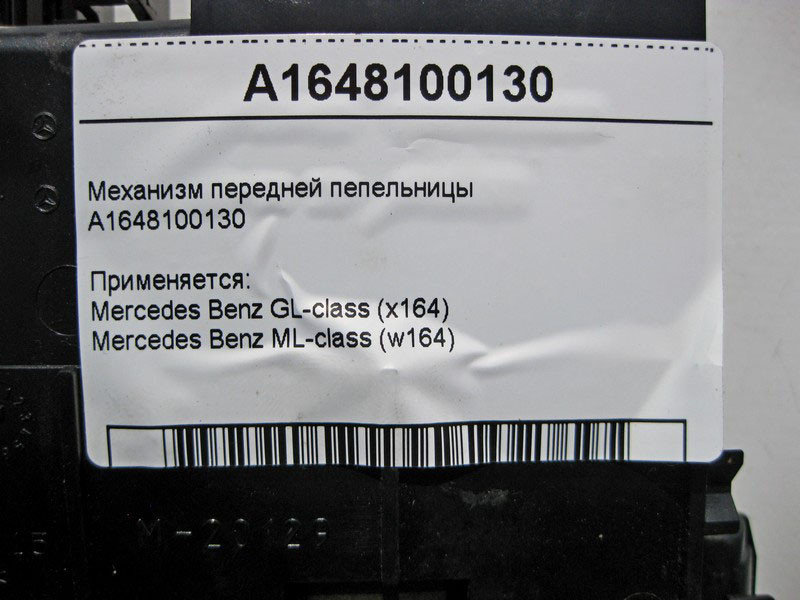 A1648100130
Механизм передней пепельницы
A1648100130
Применяется:
Mercedes Benz GL-class (x164)
Mercedes Benz ML-class (w164)